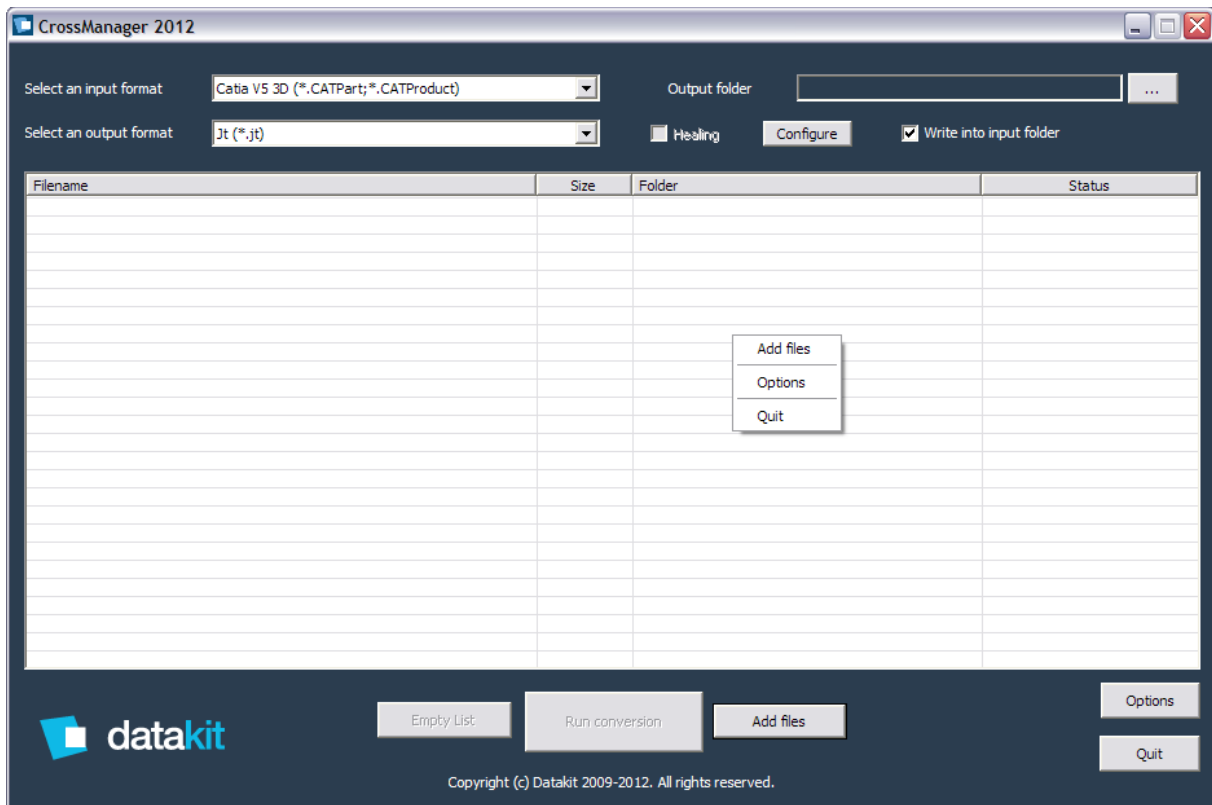 CrossManager 2012
Select an input format Catia V5 3D (*.CATPart;*.CATProduct) Output folder ...
Select an output format Jt (*.jt) Healing Configure Write into input folder
Filename Size Folder Status
Add files
Options
Quit
datakit Empty List Run conversion Add files Options
Quit
Copyright (c) Datakit 2009-2012. All rights reserved.